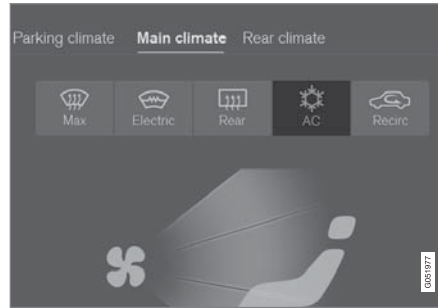 Parking climate Main climate Rear climate
Max Electric Rear AC Recirc
G051977